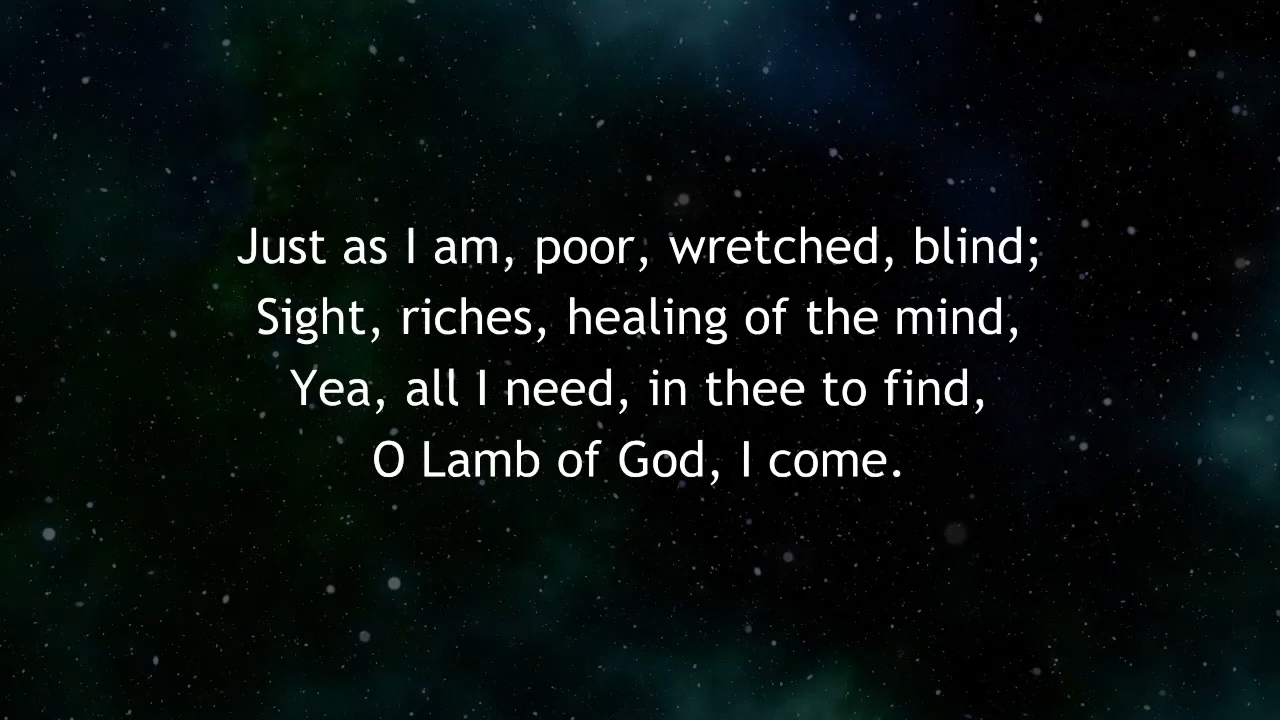 Just as I am, poor, wretched, blind;
Sight, riches, healing of the mind,
Yea, all I need, in thee to find,
O Lamb of God, I come.